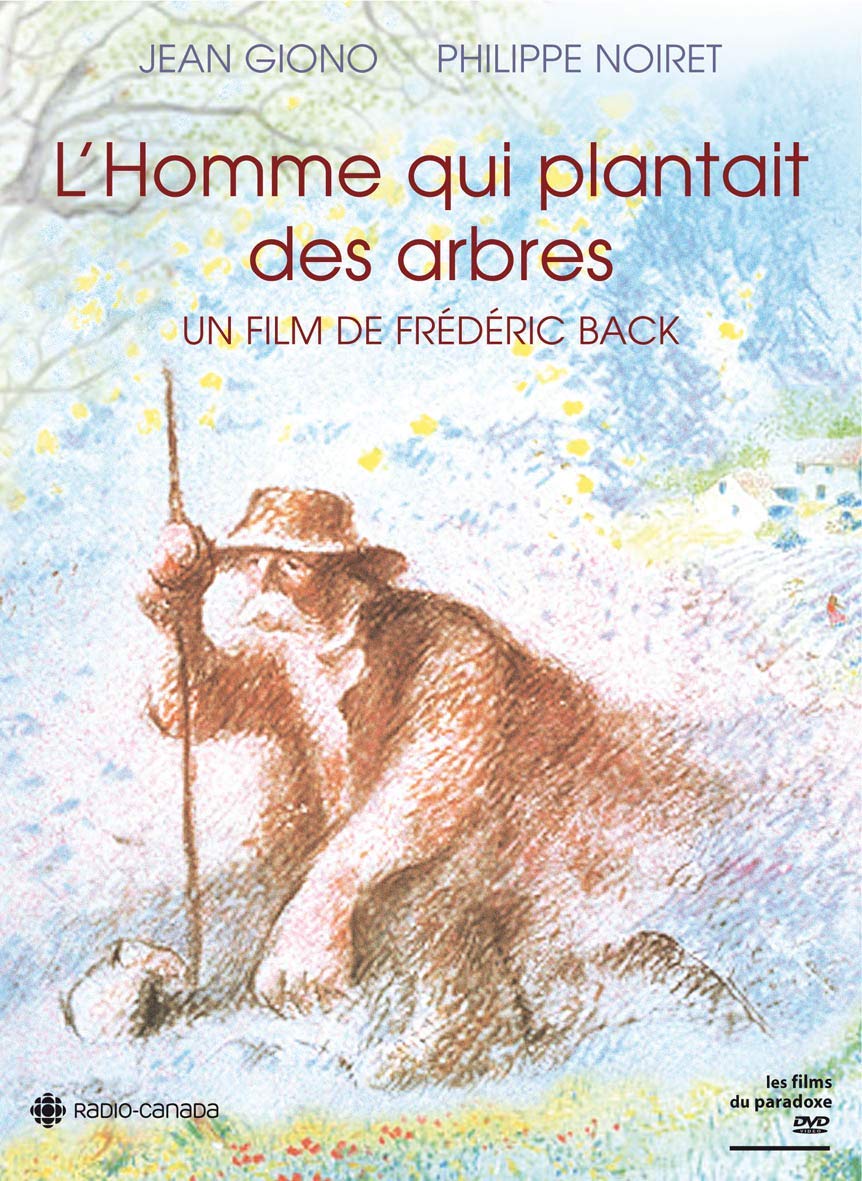 JEAN GIONO PHILIPPE NOIRET
L'Homme qui plantait
des arbres
UN FILM DE FRÉDÉRIC BACK
les films
du paradoxe
RADIO-CANADA
DVD
VIDEO